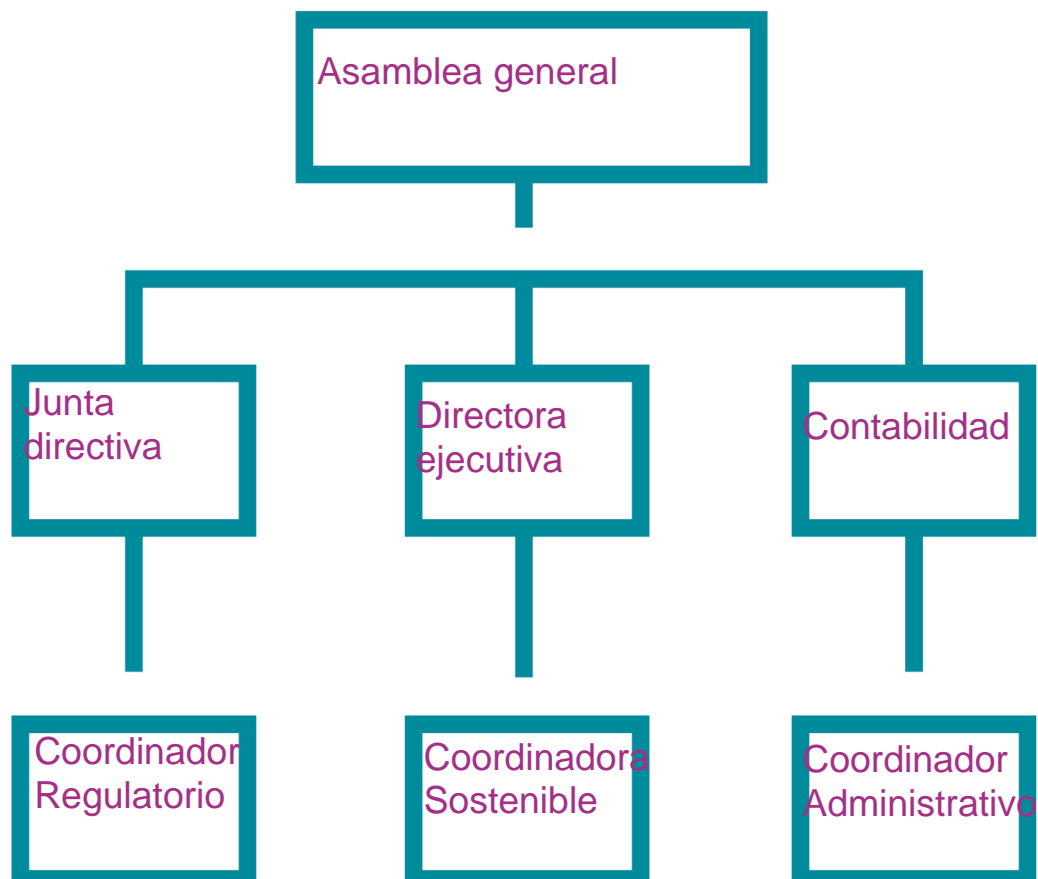 Asamblea general
Junta
directiva
Directora
ejecutiva
Contabilidad
Coordinador
Regulatorio
Coordinadora
Sostenible
Coordinador
Administrativo